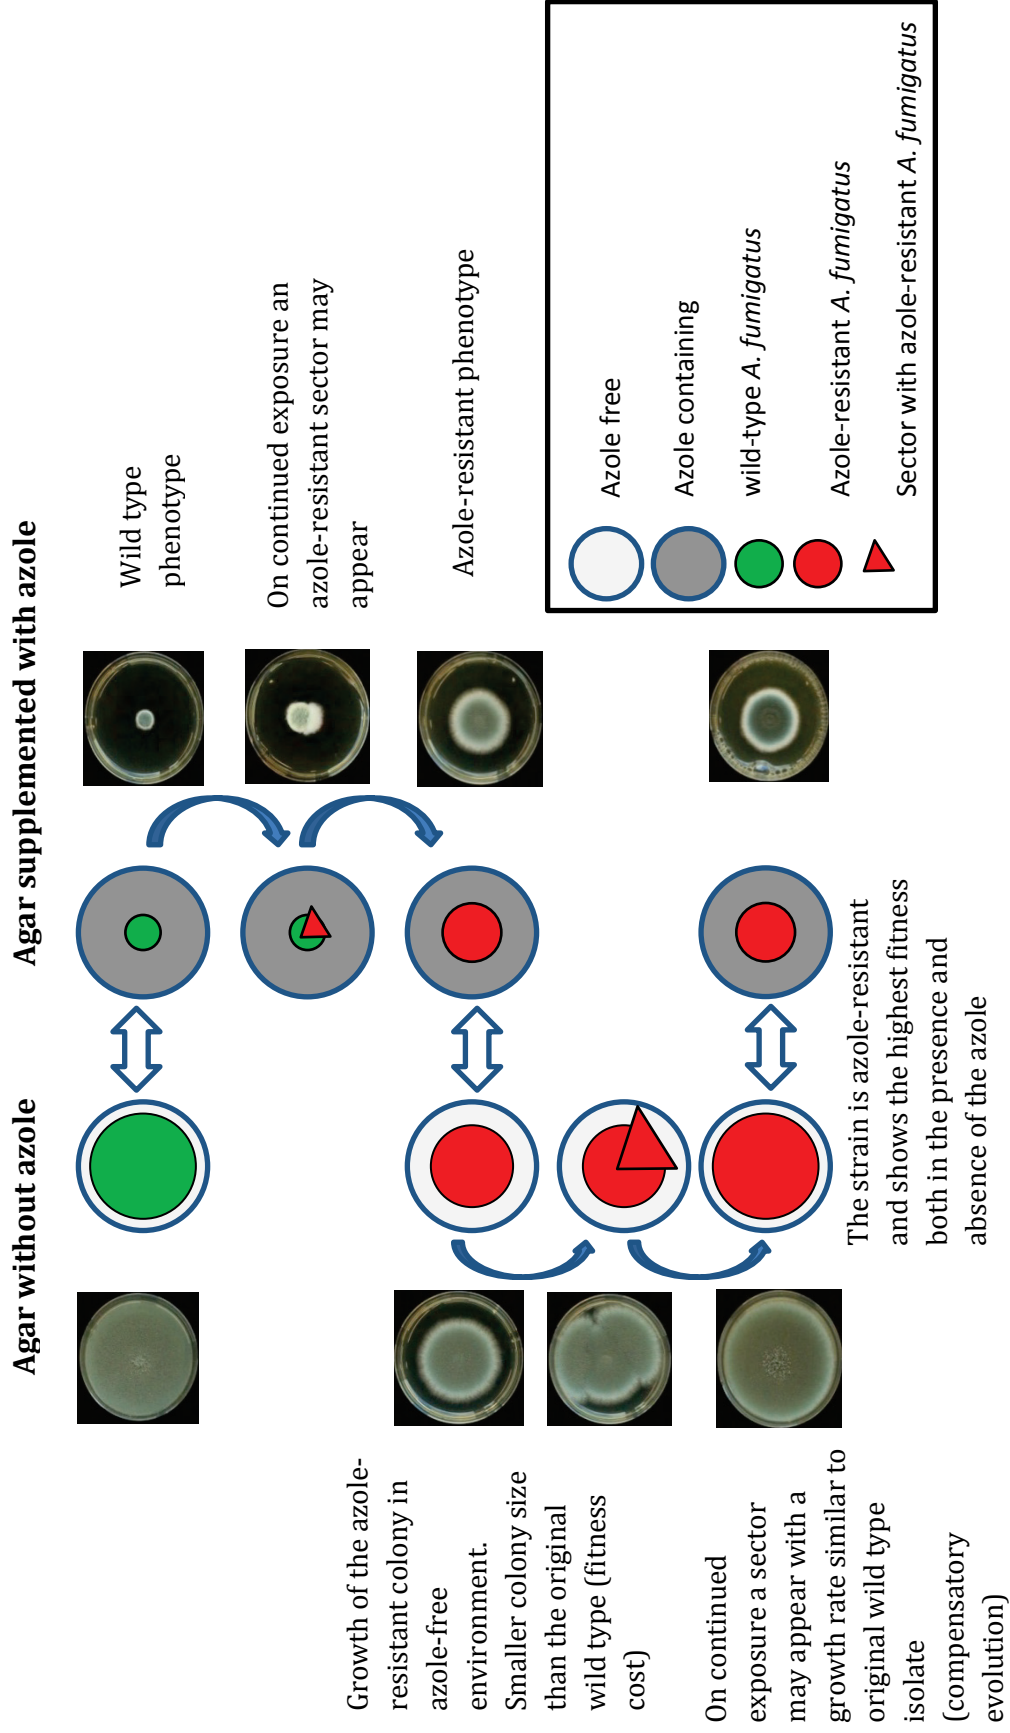 Agar without azole
Agar supplemented with azole
Wild type
phenotype
On continued exposure an
azole-resistant sector may
appear
Azole-resistant phenotype
Growth of the azole-
resistant colony in
azole-free
environment.
Smaller colony size
than the original
wild type (fitness
cost)
On continued
exposure a sector
may appear with a
growth rate similar to
original wild type
isolate
(compensatory
evolution)
The strain is azole-resistant
and shows the highest fitness
both in the presence and
absence of the azole
Azole free
Azole containing
wild-type A. fumigatus
Azole-resistant A. fumigatus
Sector with azole-resistant A. fumigatus